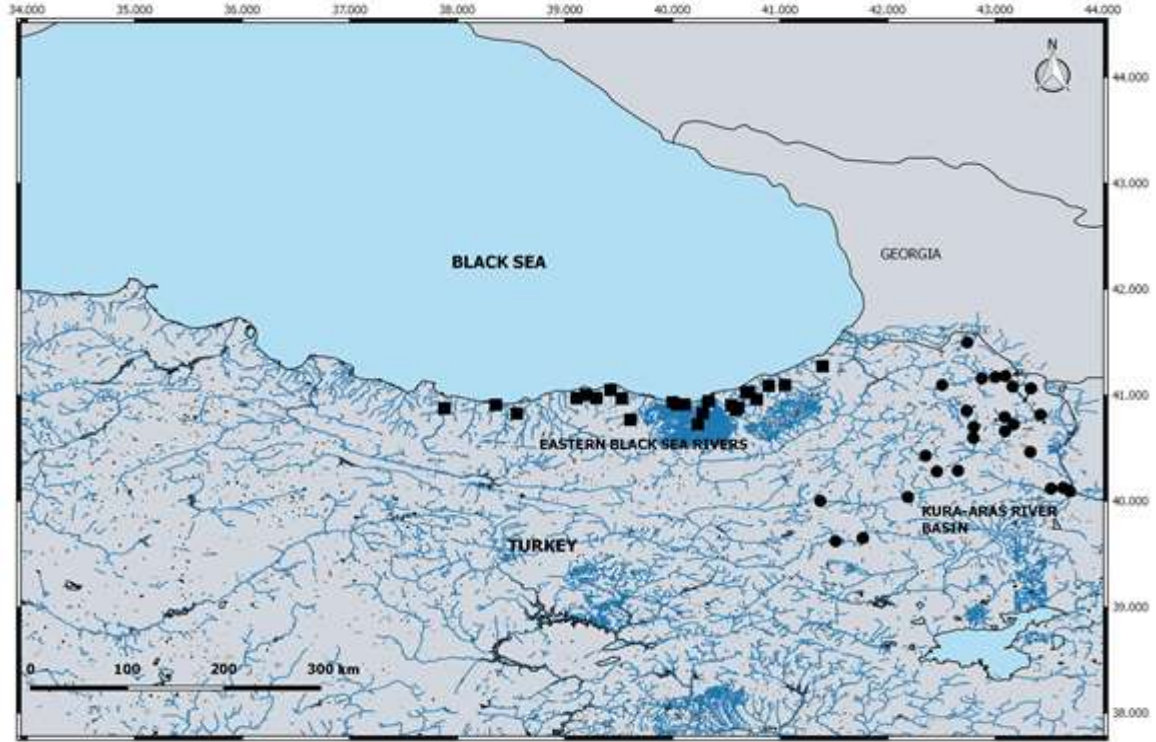 34.000 35.000 36.000 37.000 38.000 39.000 40.000 41.000 42.000 43.000 44.000
N
44.000
43.000
GEORGIA
BLACK SEA
42.000
41.000
EASTERN BLACK SEA RIVERS
40.000
KURA-ARAS RIVER
BASIN
TURKEY
39.000
0 100 200 300 km
38.000